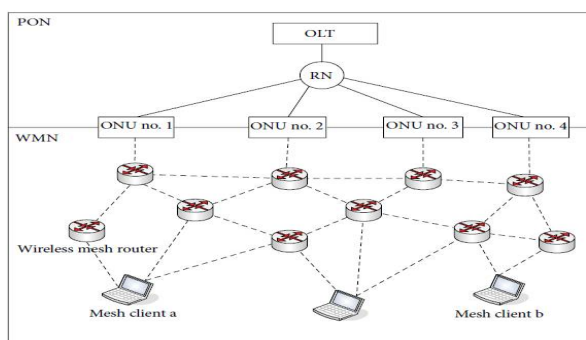 PON
OLT
RN
ONU no. 1
ONU no. 2
ONU no. 3
ONU no. 4
WMN
Wireless mesh router
Mesh client a
Mesh client b